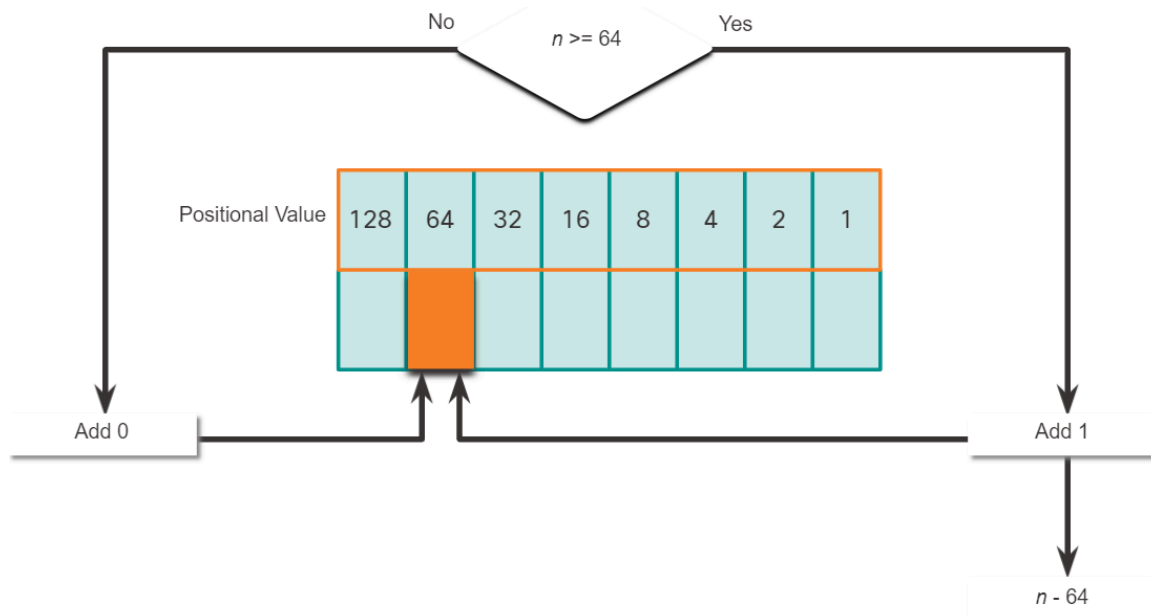 No
n >= 64
Yes
Positional Value
128 64 32 16 8 4 2 1
Add 0
Add 1
n - 64